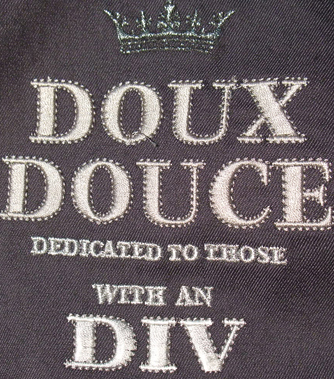 DOUX
DOUCE
DEDICATED TO THOSE
WITH AN
DIV